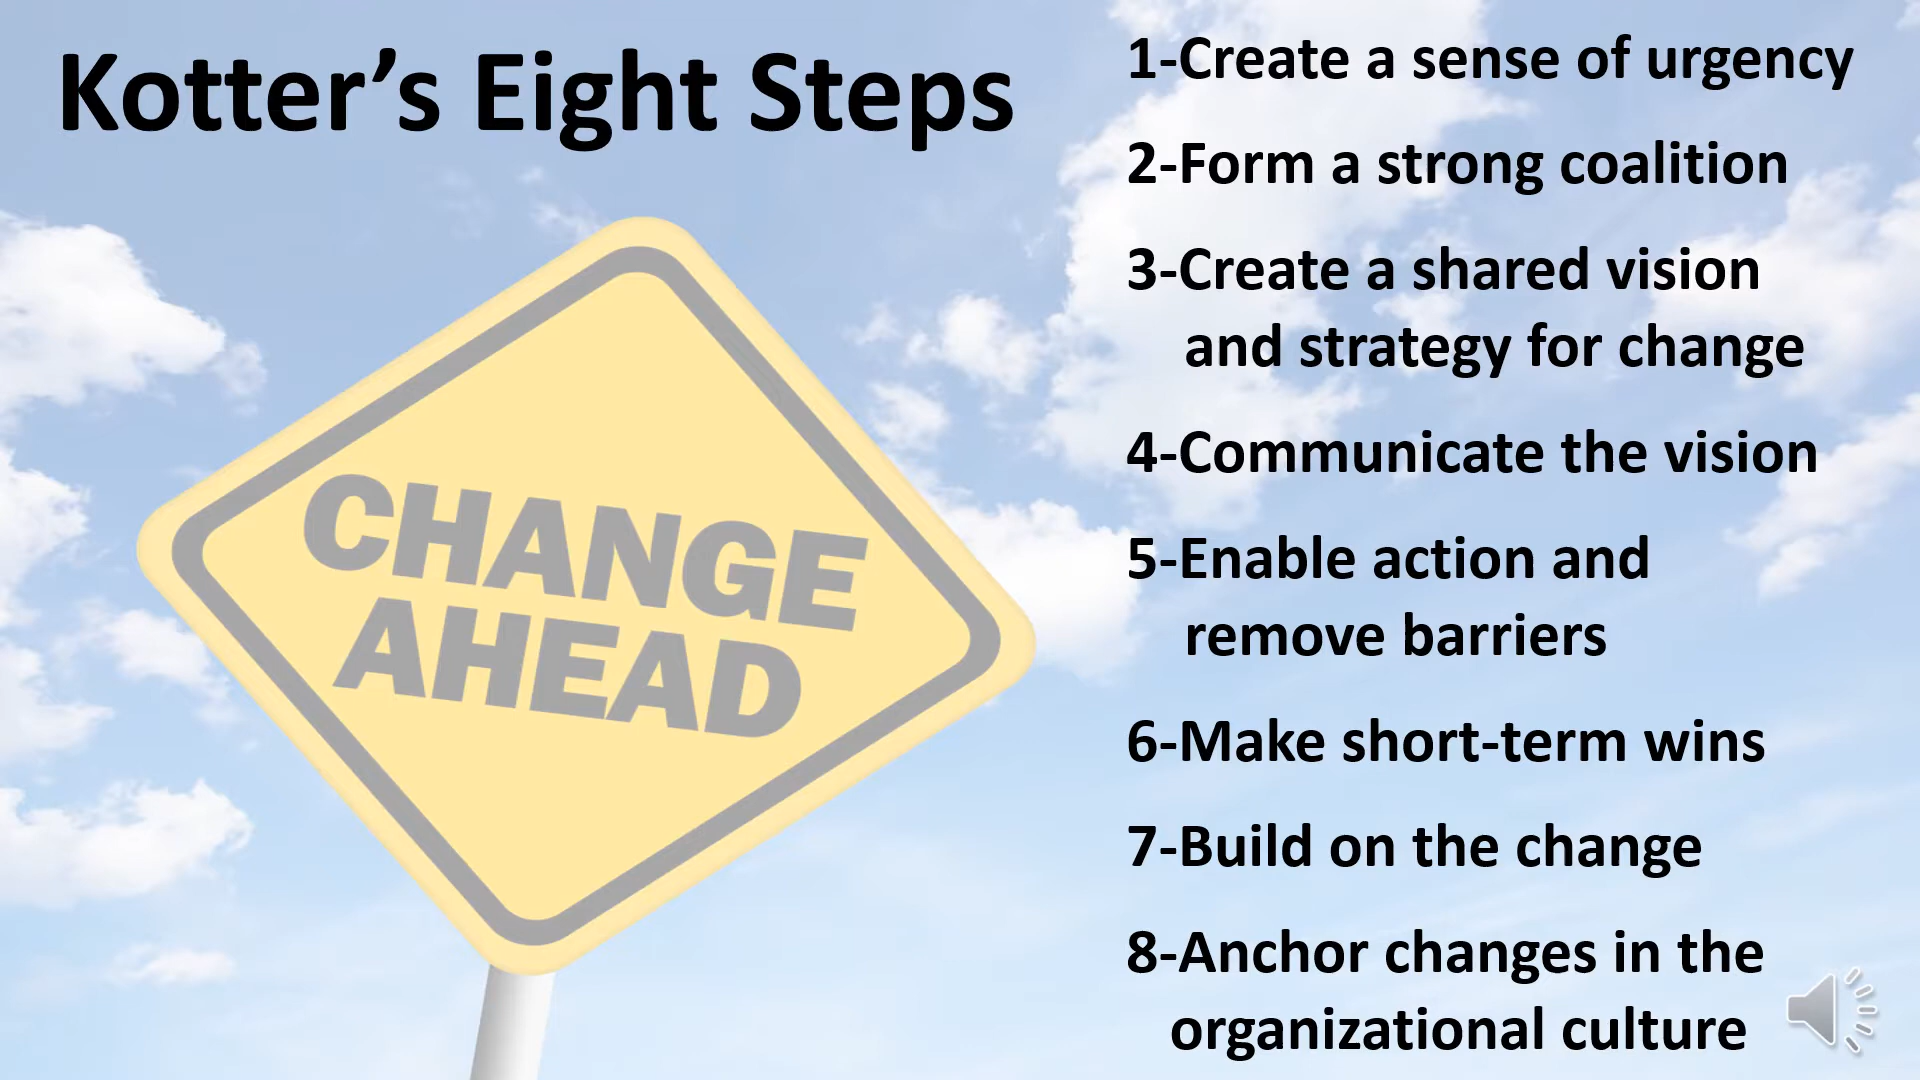 Kotter’s Eight Steps
CHANGE
AHEAD
1-Create a sense of urgency
2-Form a strong coalition
3-Create a shared vision
and strategy for change
4-Communicate the vision
5-Enable action and
remove barriers
6-Make short-term wins
7-Build on the change
8-Anchor changes in the
organizational culture